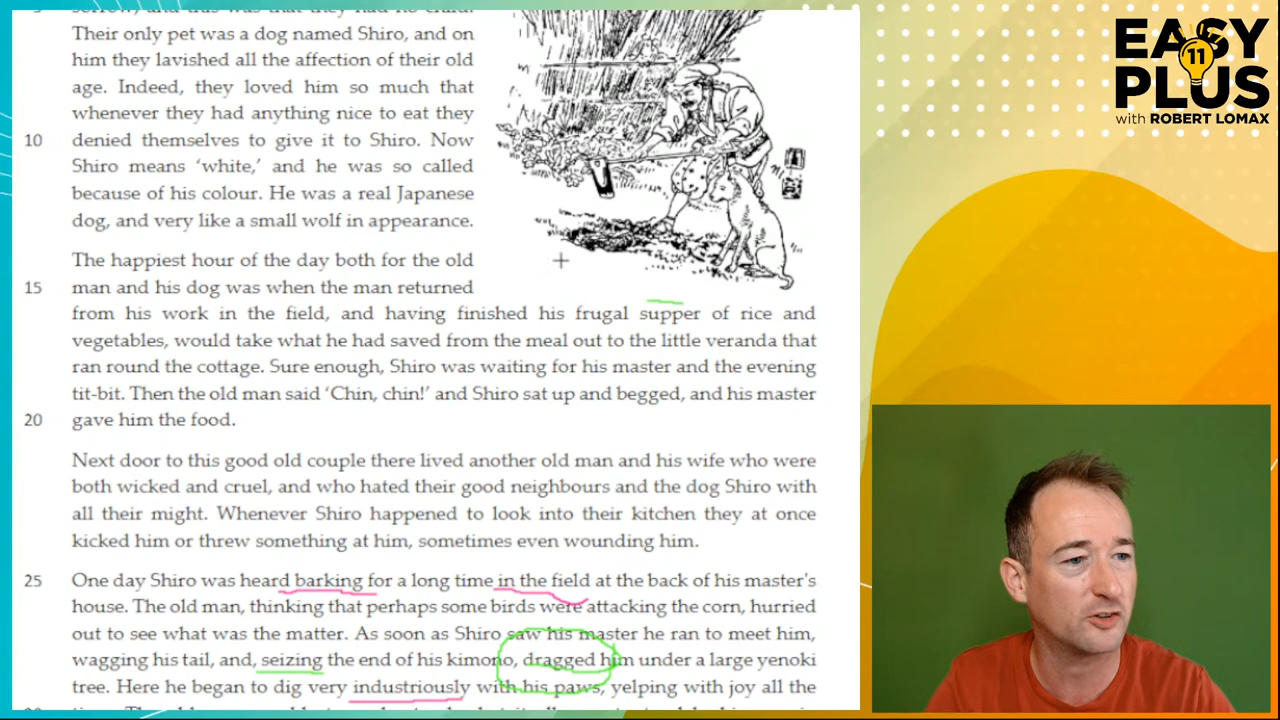 sorrow, and this was that they had no child.
Their only pet was a dog named Shiro, and on
him they lavished all the affection of their old
age. Indeed, they loved him so much that
whenever they had anything nice to eat they
10 denied themselves to give it to Shiro. Now
Shiro means ‘white,’ and he was so called
because of his colour. He was a real Japanese
dog, and very like a small wolf in appearance.
The happiest hour of the day both for the old
15 man and his dog was when the man returned
from his work in the field, and having finished his frugal supper of rice and
vegetables, would take what he had saved from the meal out to the little veranda that
ran round the cottage. Sure enough, Shiro was waiting for his master and the evening
tit-bit. Then the old man said ‘Chin, chin!’ and Shiro sat up and begged, and his master
20 gave him the food.
Next door to this good old couple there lived another old man and his wife who were
both wicked and cruel, and who hated their good neighbours and the dog Shiro with
all their might. Whenever Shiro happened to look into their kitchen they at once
kicked him or threw something at him, sometimes even wounding him.
25 One day Shiro was heard barking for a long time in the field at the back of his master's
house. The old man, thinking that perhaps some birds were attacking the corn, hurried
out to see what was the matter. As soon as Shiro saw his master he ran to meet him,
wagging his tail, and, seizing the end of his kimono, dragged him under a large yenoki
tree. Here he began to dig very industriously with his paws, yelping with joy all the
EASY
11
PLUS
with ROBERT LOMAX